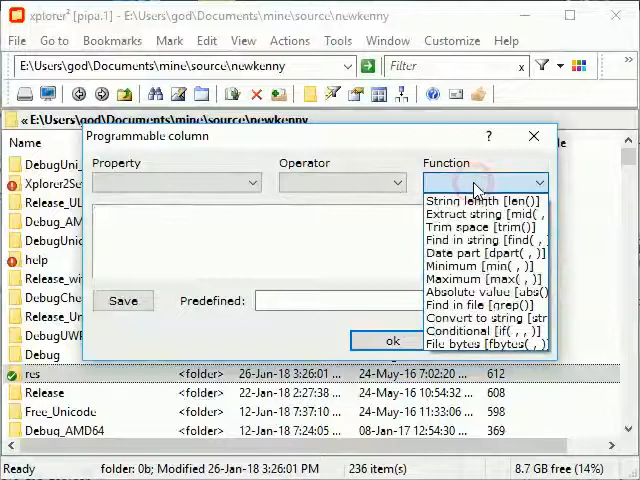 xplorer² [pipa.1] E:\Users\god\Documents\mine\source\newkenny
File Go to Bookmarks Mark Edit View Actions Tools Window Customize Help
E:\Users\god\Documents\mine\source\newkenny Filter x »
« E:\Users\god\Documents\mine\source\newkenny
Programmable column ?
Name
Property Operator Function
DebugUni_
Xplorer2Se
Release_UL
Debug_AM
help
Release_wi
DebugChe
Release_Un
DebugUWP
Debug
String length [len()]
Extract string [mid( ,
Trim space [trim()]
Find in string [find( ,
Date part [dpart( , )]
Minimum [min( , )]
Maximum [max( , )]
Absolute value [abs()
Find in file [grep()]
Convert to string [str
Conditional [if( , , )]
File bytes [fbytes( , )
Save Predefined:
ok
res <folder> 26-Jan-18 3:26:01 ... 24-May-16 7:02:20 ... 612
Release <folder> 22-Jan-18 2:27:38 ... 24-May-16 10:54:32 ... 608
Free_Unicode <folder> 12-Jan-18 7:37:10 ... 24-May-16 11:33:06 ... 598
Debug_AMD64 <folder> 12-Jan-18 7:24:05 ... 08-Jan-17 12:54:30 ... 369
Ready folder: 0b; Modified 26-Jan-18 3:26:01 PM 236 item(s) 8.7 GB free (14%)